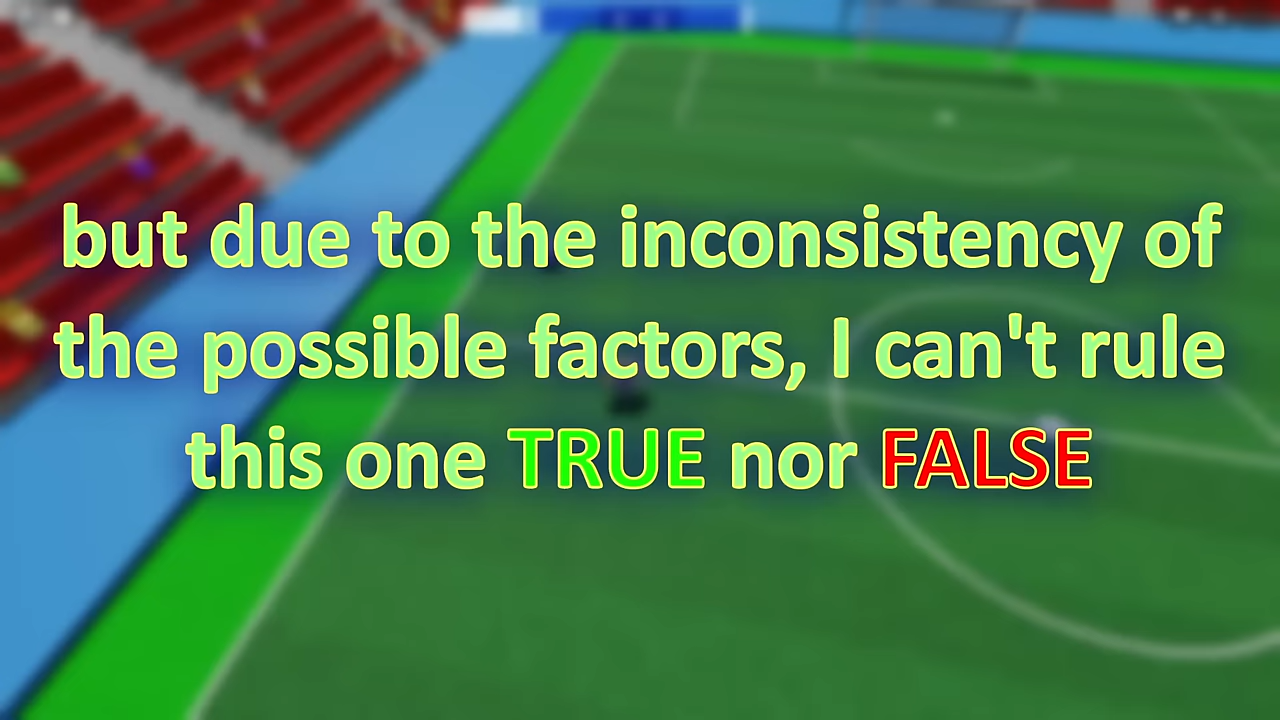 but due to the inconsistency of
the possible factors, I can't rule
this one TRUE nor FALSE